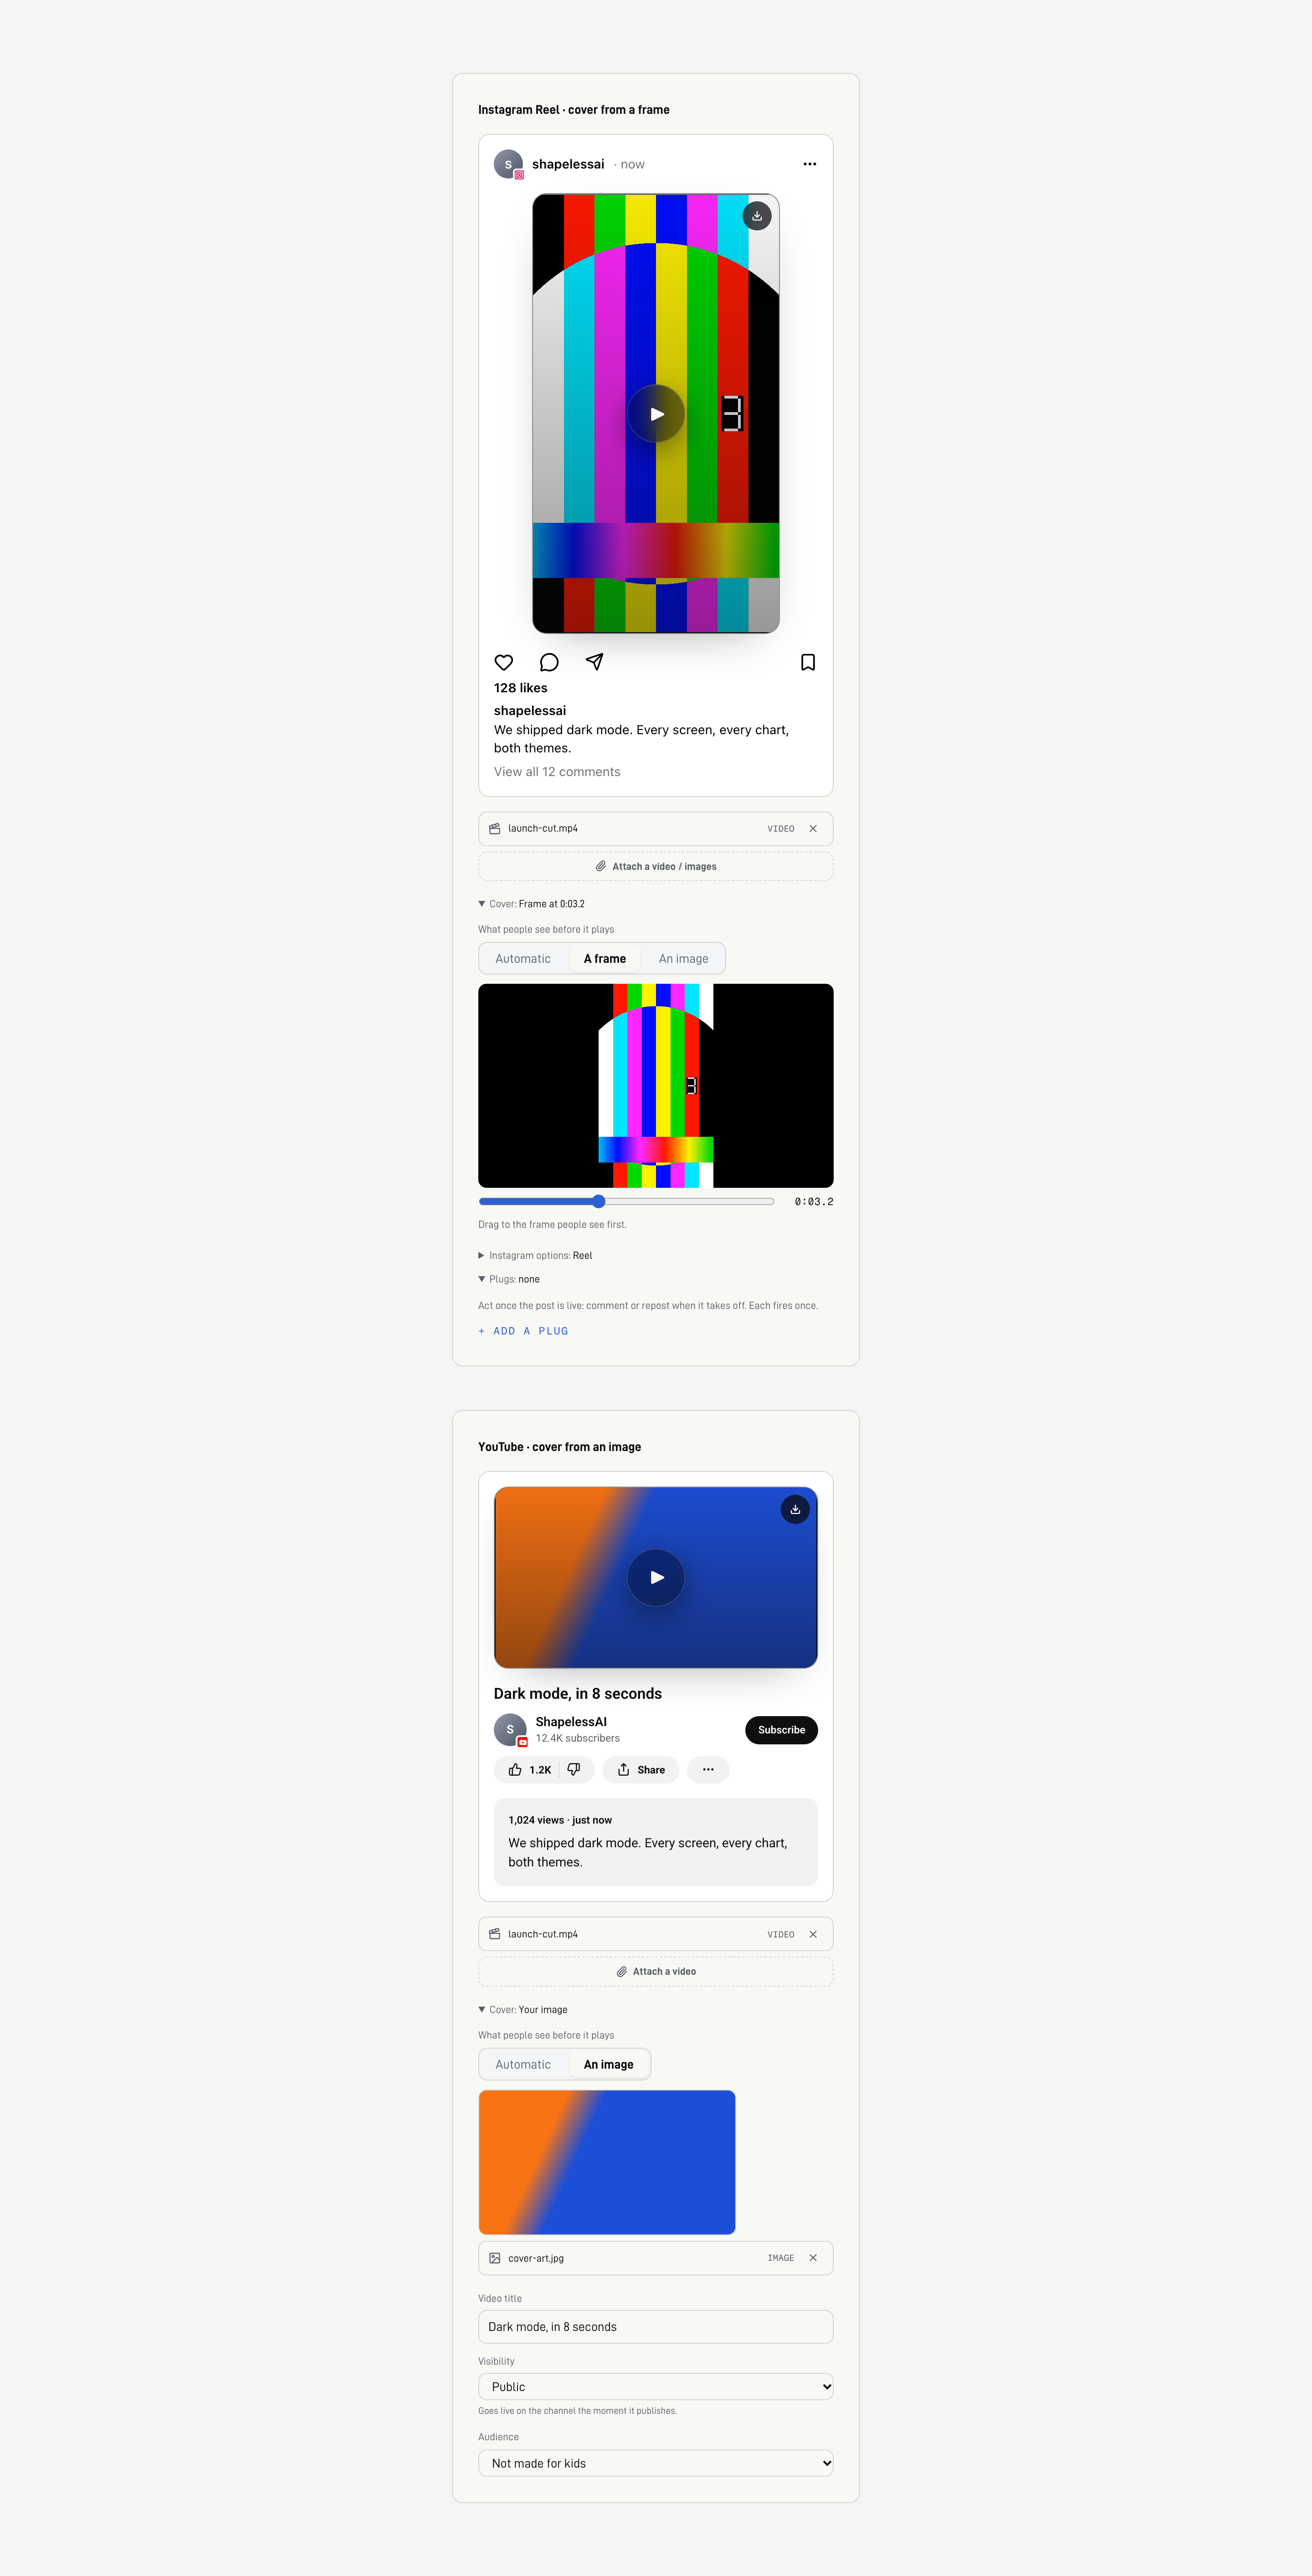 Instagram Reel · cover from a frame
S
shapelessai · now
3
128 likes
shapelessai
We shipped dark mode. Every screen, every chart,
both themes.
View all 12 comments
launch-cut.mp4
VIDEO
Attach a video / images
Cover: Frame at 0:03.2
What people see before it plays
Automatic
A frame
An image
3
0:03.2
Drag to the frame people see first.
Instagram options: Reel
Plugs: none
Act once the post is live: comment or repost when it takes off. Each fires once.
+ ADD A PLUG
YouTube · cover from an image
Dark mode, in 8 seconds
S
ShapelessAI
12.4K subscribers
Subscribe
1.2K
Share
1,024 views · just now
We shipped dark mode. Every screen, every chart,
both themes.
launch-cut.mp4
VIDEO
Attach a video
Cover: Your image
What people see before it plays
Automatic
An image
cover-art.jpg
IMAGE
Video title
Dark mode, in 8 seconds
Visibility
Public
Goes live on the channel the moment it publishes.
Audience
Not made for kids